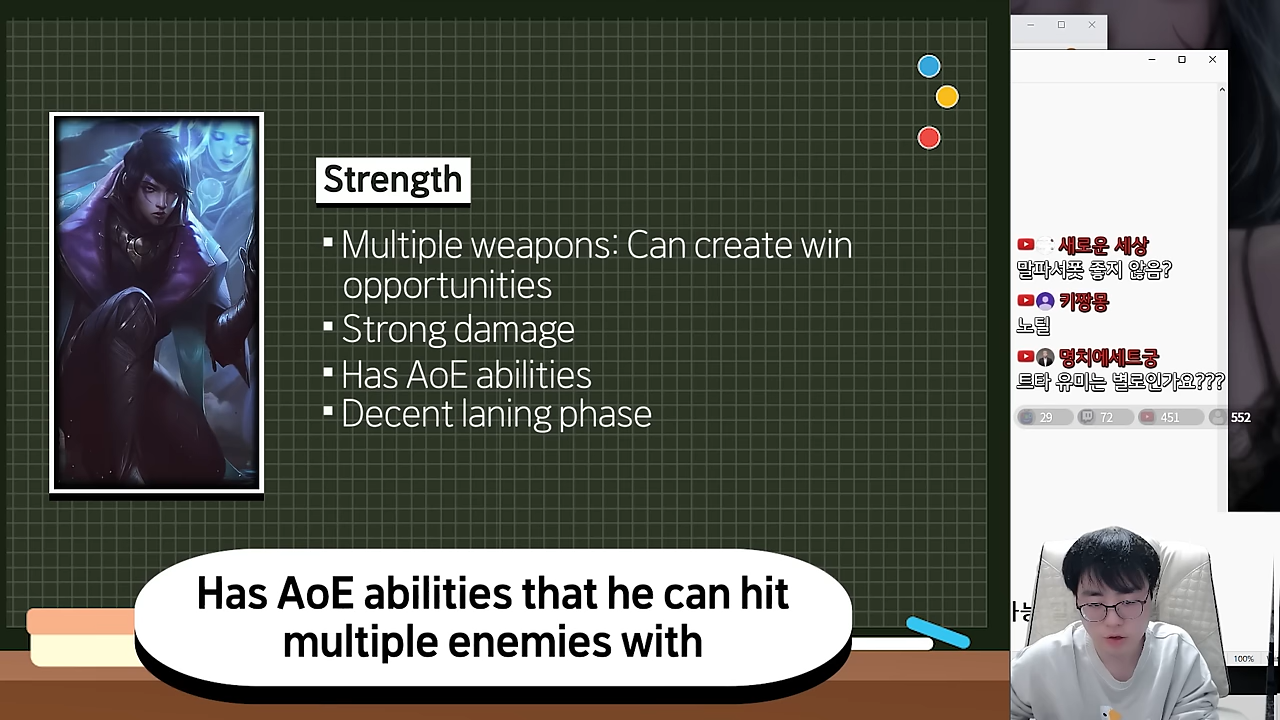 Strength
▪ Multiple weapons: Can create win
opportunities
▪ Strong damage
▪ Has AoE abilities
▪ Decent laning phase
Has AoE abilities that he can hit
multiple enemies with
새로운 세상
말파서폿 좋지 않음?
키짱몽
노틸
명치에세트궁
트타 유미는 별로인가요???
29 72 451 552
100%